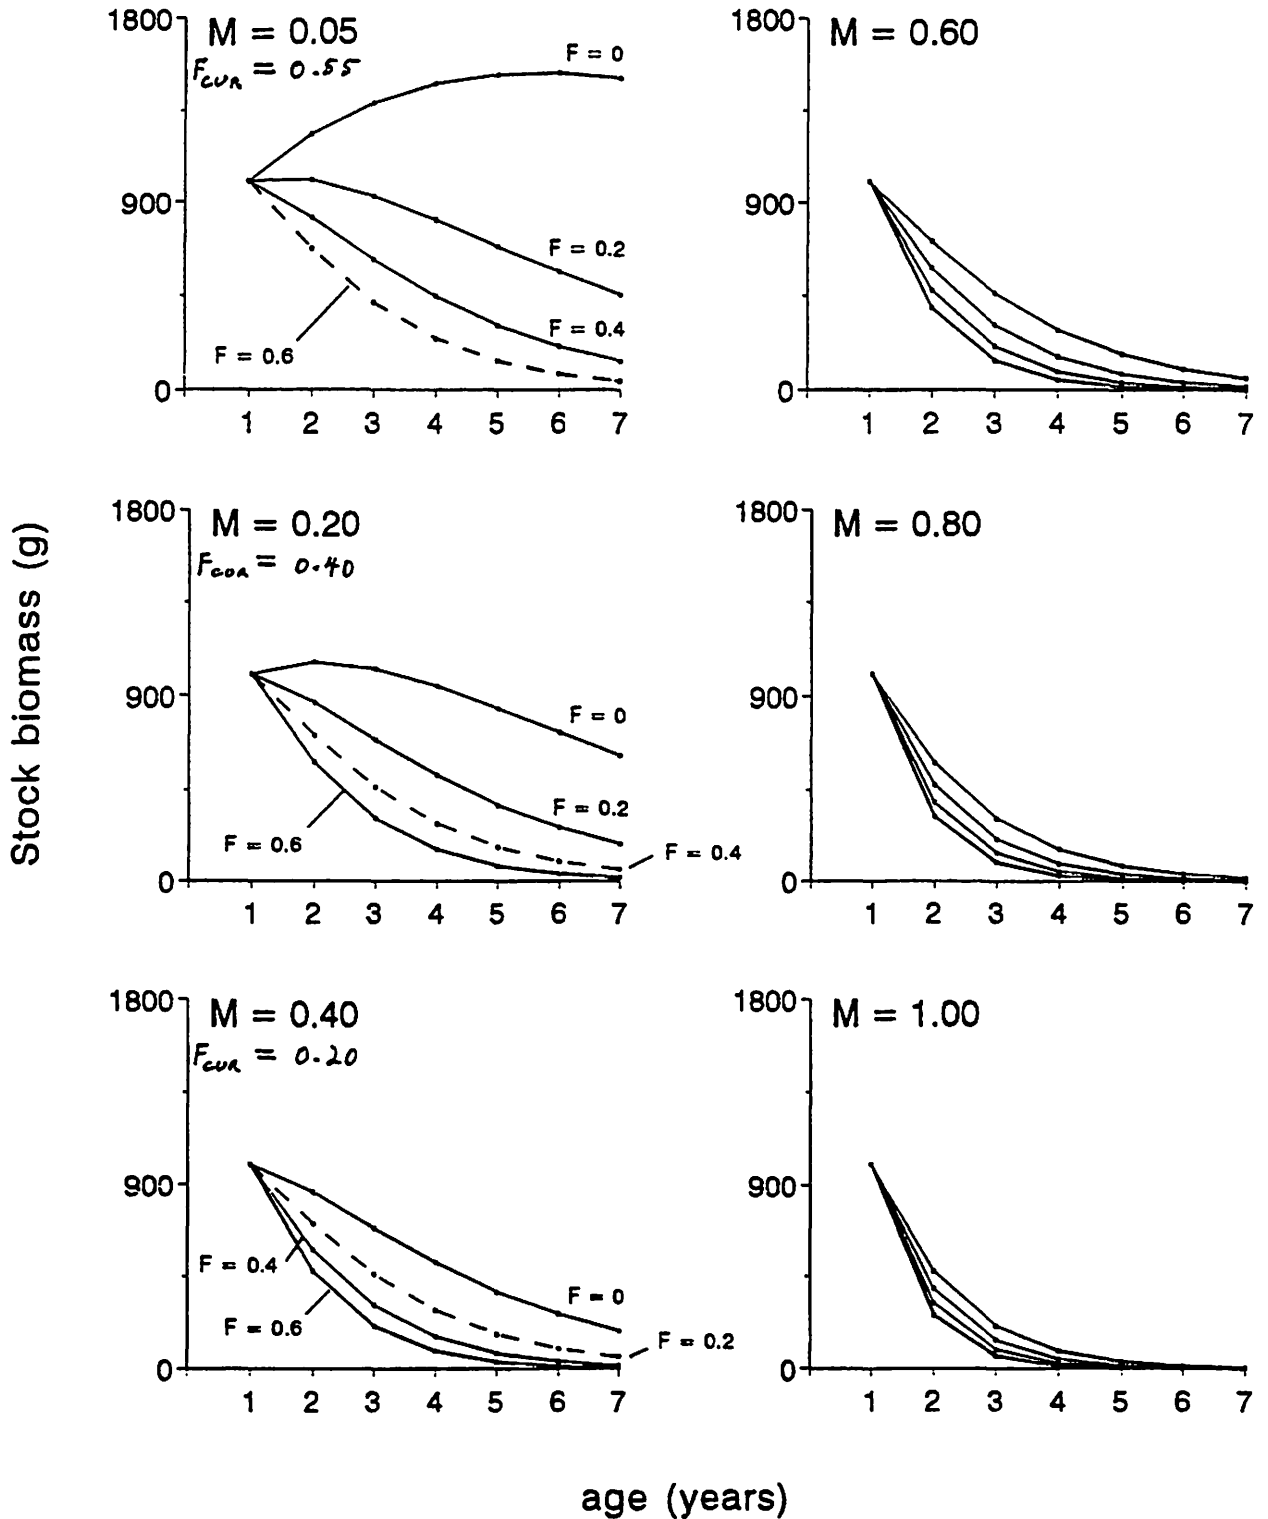 Stock biomass (g)
1800
M = 0.05
FCUR = 0.55
F = 0
900
F = 0.2
F = 0.4
F = 0.6
0
1 2 3 4 5 6 7
1800
M = 0.60
900
0
1 2 3 4 5 6 7
1800
M = 0.20
FCUR = 0.40
900
F = 0
F = 0.2
F = 0.6
F = 0.4
0
1 2 3 4 5 6 7
1800
M = 0.80
900
0
1 2 3 4 5 6 7
1800
M = 0.40
FCUR = 0.20
900
F = 0.4
F = 0
F = 0.6
F = 0.2
0
1 2 3 4 5 6 7
1800
M = 1.00
900
0
1 2 3 4 5 6 7
age (years)